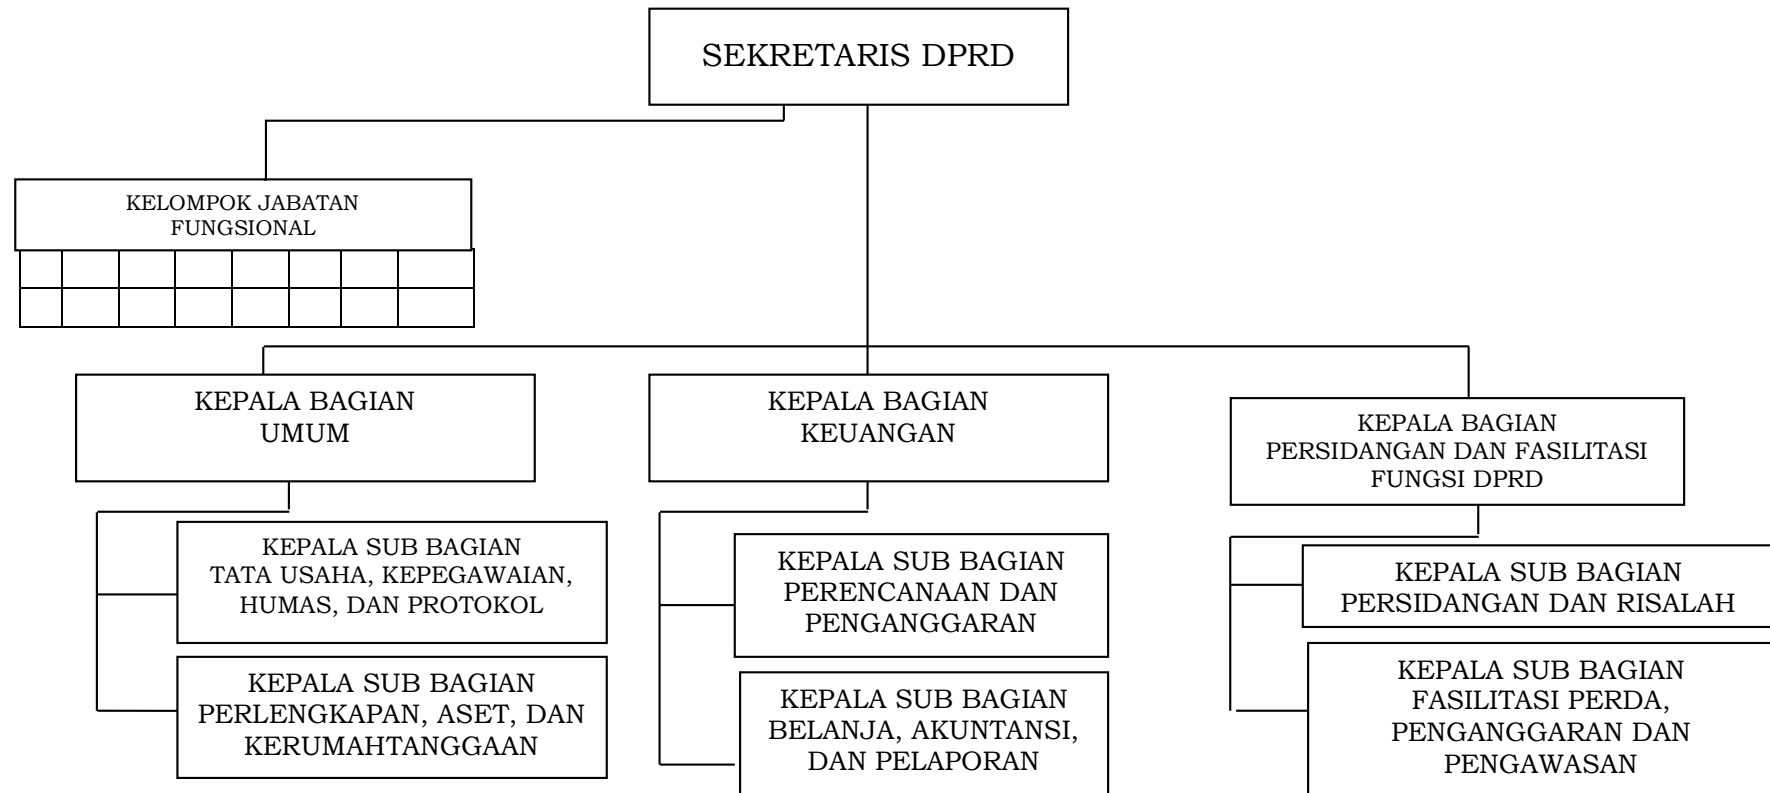 SEKRETARIS DPRD
KELOMPOK JABATAN
FUNGSIONAL
KEPALA BAGIAN
UMUM
KEPALA BAGIAN
KEUANGAN
KEPALA BAGIAN
PERSIDANGAN DAN FASILITASI
FUNGSI DPRD
KEPALA SUB BAGIAN
TATA USAHA, KEPEGAWAIAN,
HUMAS, DAN PROTOKOL
KEPALA SUB BAGIAN
PERLENGKAPAN, ASET, DAN
KERUMAHTANGGAAN
KEPALA SUB BAGIAN
PERENCANAAN DAN
PENGANGGARAN
KEPALA SUB BAGIAN
BELANJA, AKUNTANSI,
DAN PELAPORAN
KEPALA SUB BAGIAN
PERSIDANGAN DAN RISALAH
KEPALA SUB BAGIAN
FASILITASI PERDA,
PENGANGGARAN DAN
PENGAWASAN